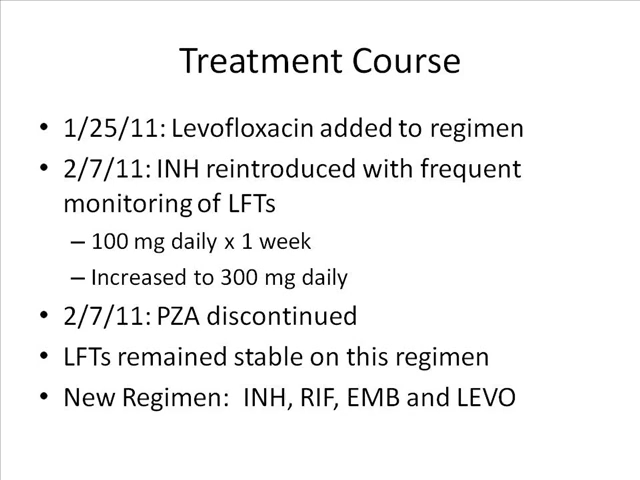 Treatment Course
• 1/25/11: Levofloxacin added to regimen
• 2/7/11: INH reintroduced with frequent
monitoring of LFTs
– 100 mg daily x 1 week
– Increased to 300 mg daily
• 2/7/11: PZA discontinued
• LFTs remained stable on this regimen
• New Regimen:  INH, RIF, EMB and LEVO